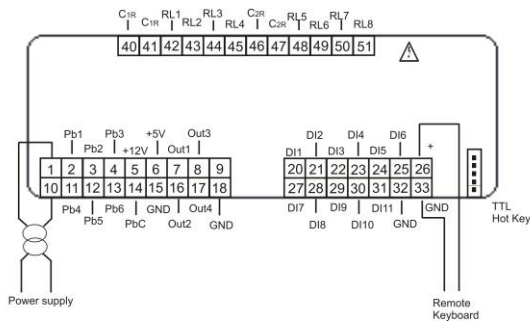 C1R RL1 RL3 C2R RL5 RL7
C1R RL2 RL4 C2R RL6 RL8
40 41 42 43 44 45 46 47 48 49 50 51
Pb1 Pb3 +5V Out3
Pb2 +12V Out1
DI2 DI4 DI6
DI1 DI3 DI5 +
1 2 3 4 5 6 7 8 9
10 11 12 13 14 15 16 17 18
20 21 22 23 24 25 26
27 28 29 30 31 32 33
Pb4 Pb6 GND Out4
Pb5 PbC Out2 GND
DI7 DI9 DI11 GND
DI8 DI10 GND
TTL
Hot Key
Power supply
Remote
Keyboard